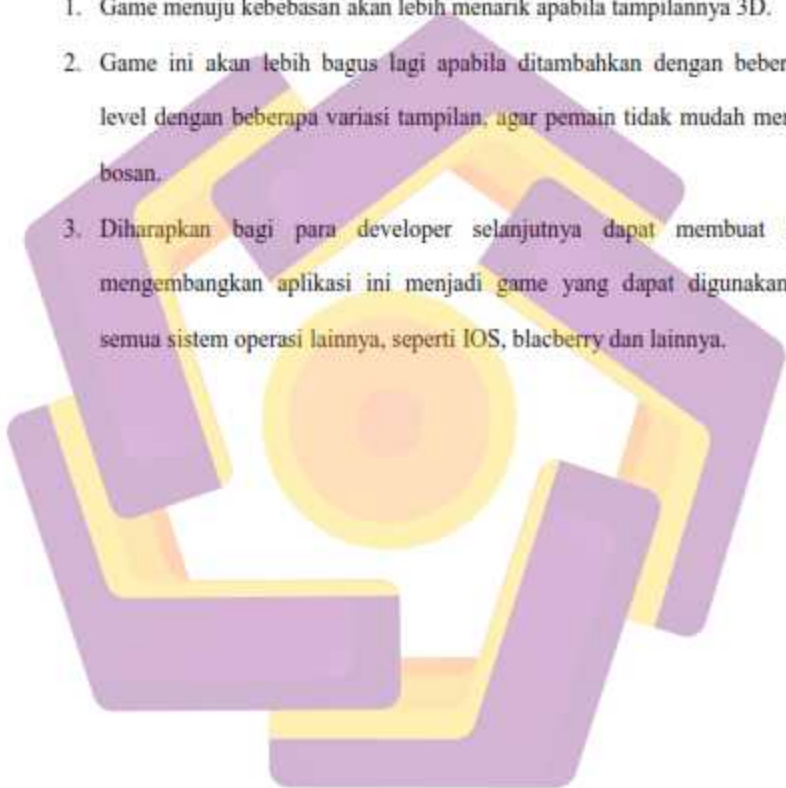 1. Game menuju kebebasan akan lebih menarik apabila tampilannya 3D.
2. Game ini akan lebih bagus lagi apabila ditambahkan dengan beber
level dengan beberapa variasi tampilan, agar pemain tidak mudah mer
bosan.
3. Diharapkan bagi para developer selanjutnya dapat membuat
mengembangkan aplikasi ini menjadi game yang dapat digunakan
semua sistem operasi lainnya, seperti IOS, blacberry dan lainnya.